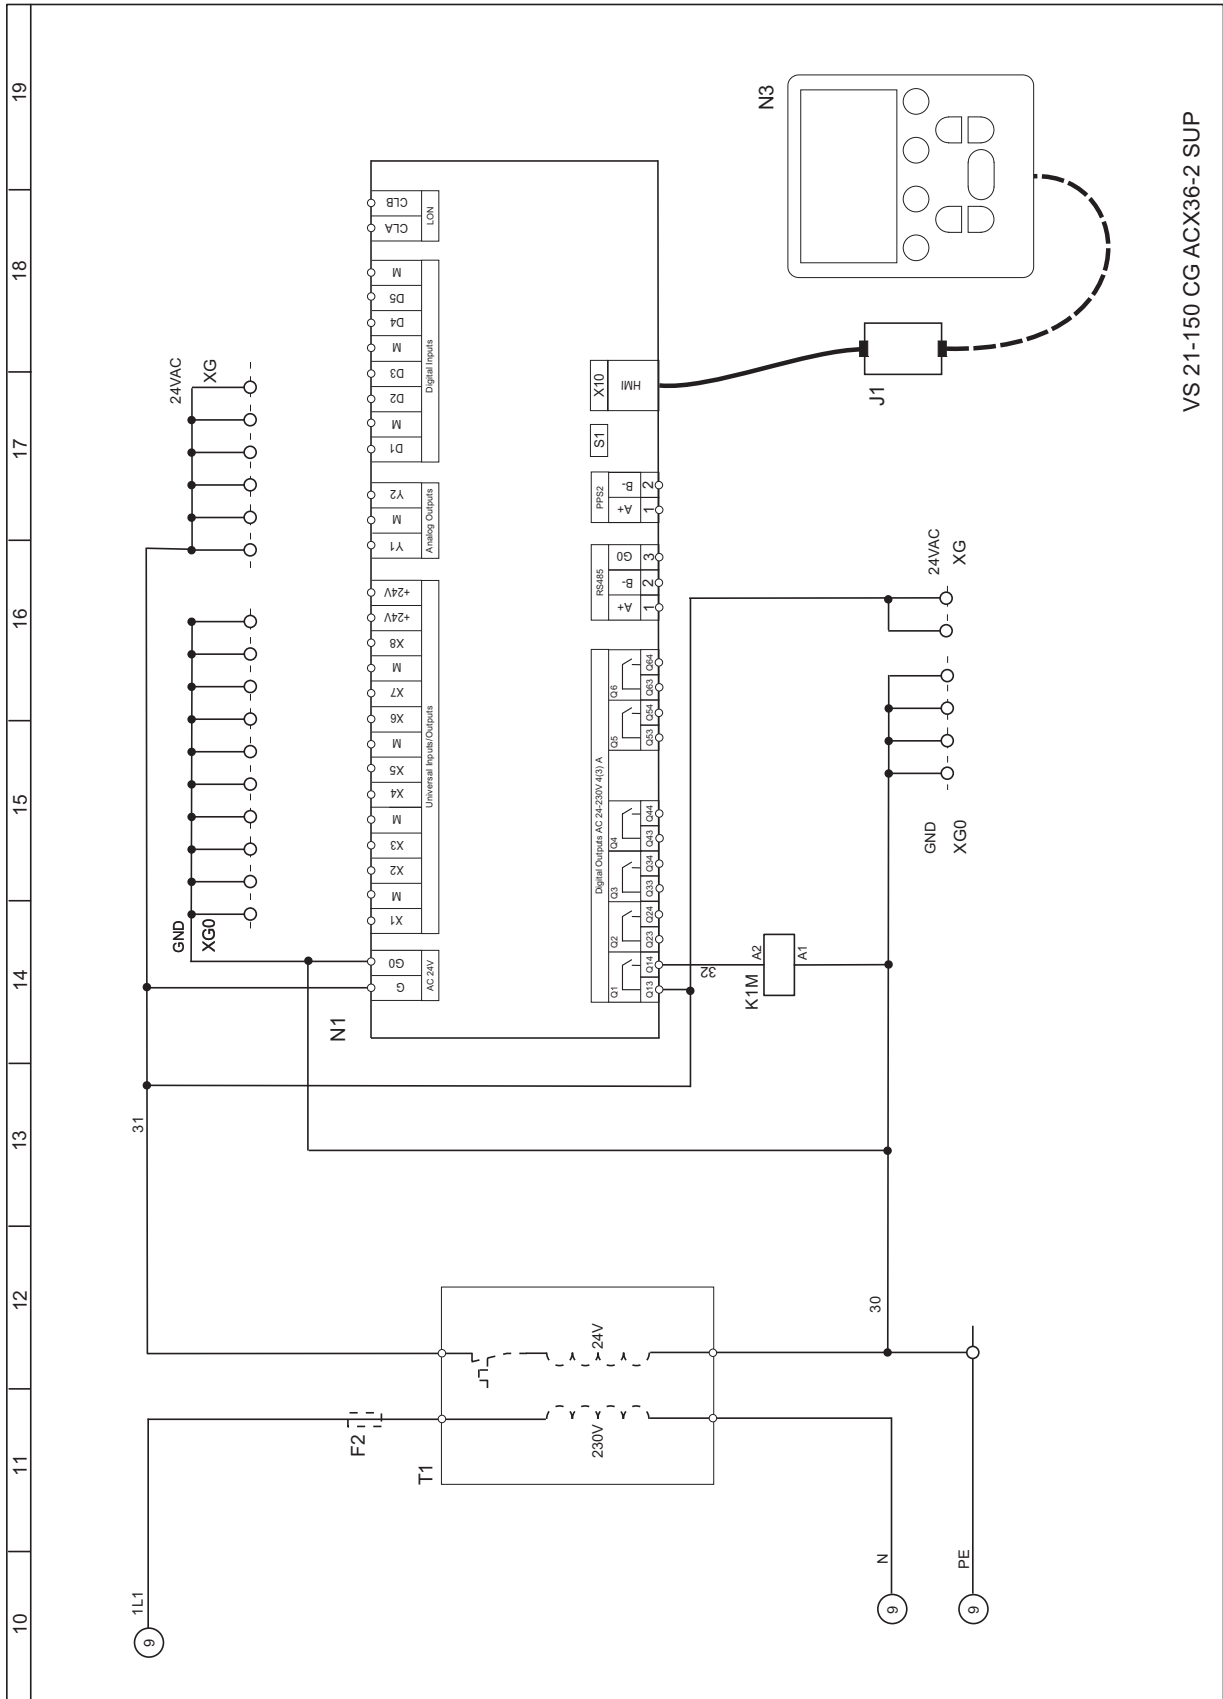 10
11
12
13
14
15
16
17
18
19
9
1L1
9
N
9
PE
F2
T1
230V
24V
31
30
N1
AC 24V
G
G0
Universal Inputs/Outputs
X1
M
X2
X3
M
X4
X5
M
X6
X7
M
X8
+24V
+24V
Analog Outputs
Y1
M
Y2
Digital Inputs
D1
M
D2
D3
M
D4
D5
M
LON
CLA
CLB
GND
XG0
24VAC
XG
Digital Outputs AC 24-230V 4(3) A
Q1
Q13
Q14
Q2
Q23
Q24
Q3
Q33
Q34
Q4
Q43
Q44
Q5
Q53
Q54
Q6
Q63
Q64
RS485
A+
B-
G0
1
2
3
PPS2
A+
B-
1
2
S1
X10
HMI
32
K1M
A2
A1
GND
XG0
24VAC
XG
J1
N3
VS 21-150 CG ACX36-2 SUP